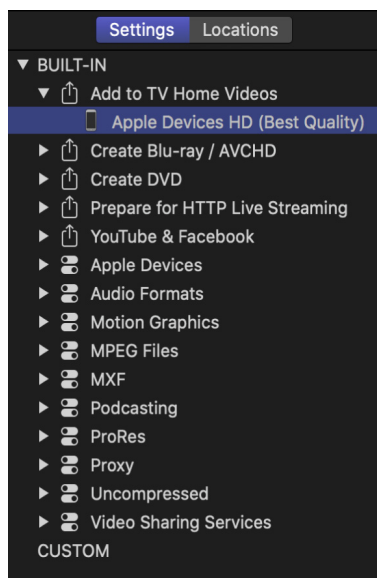 Settings Locations
BUILT-IN
Add to TV Home Videos
Apple Devices HD (Best Quality)
Create Blu-ray / AVCHD
Create DVD
Prepare for HTTP Live Streaming
YouTube & Facebook
Apple Devices
Audio Formats
Motion Graphics
MPEG Files
MXF
Podcasting
ProRes
Proxy
Uncompressed
Video Sharing Services
CUSTOM